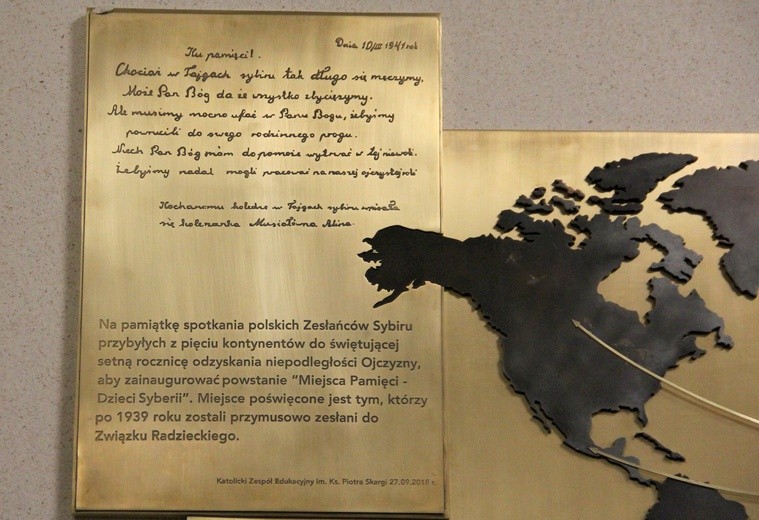 Dnia 10/III 1941 rok
Ku pamięci!.
Chociaż w Tajgach sybiru tak długo się męczymy,
Może Pan Bóg da że wszystko zbyciężymy.
Ale musimy mocno ufać w Panu Bogu, żebyśmy
powrucili do swego rodzinnego progu.
Niech Pan Bóg nam dopomoże wytrwać w tej niewoli.
Żebyśmy nadal mogli pracować na naszej ojczystej roli
Kochanemu koledze w Tajgach sybiru wpisała
się koleżanka Musiałówna Alina
Na pamiątkę spotkania polskich Zesłańców Sybiru
przybyłych z pięciu kontynentów do świętującej
setną rocznicę odzyskania niepodległości Ojczyzny,
aby zainaugurować powstanie "Miejsca Pamięci -
Dzieci Syberii". Miejsce poświęcone jest tym, którzy
po 1939 roku zostali przymusowo zesłani do
Związku Radzieckiego.
Katolicki Zespół Edukacyjny im. Ks. Piotra Skargi 27.09.2018 r.